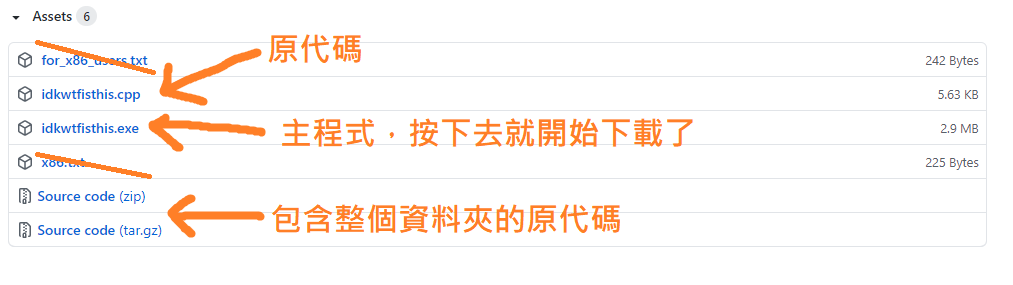 Assets 6
原代碼
for_x86_users.txt 242 Bytes
idkwtfisthis.cpp 5.63 KB
idkwtfisthis.exe 主程式，按下去就開始下載了 2.9 MB
x86.txt 225 Bytes
Source code (zip)
包含整個資料夾的原代碼
Source code (tar.gz)